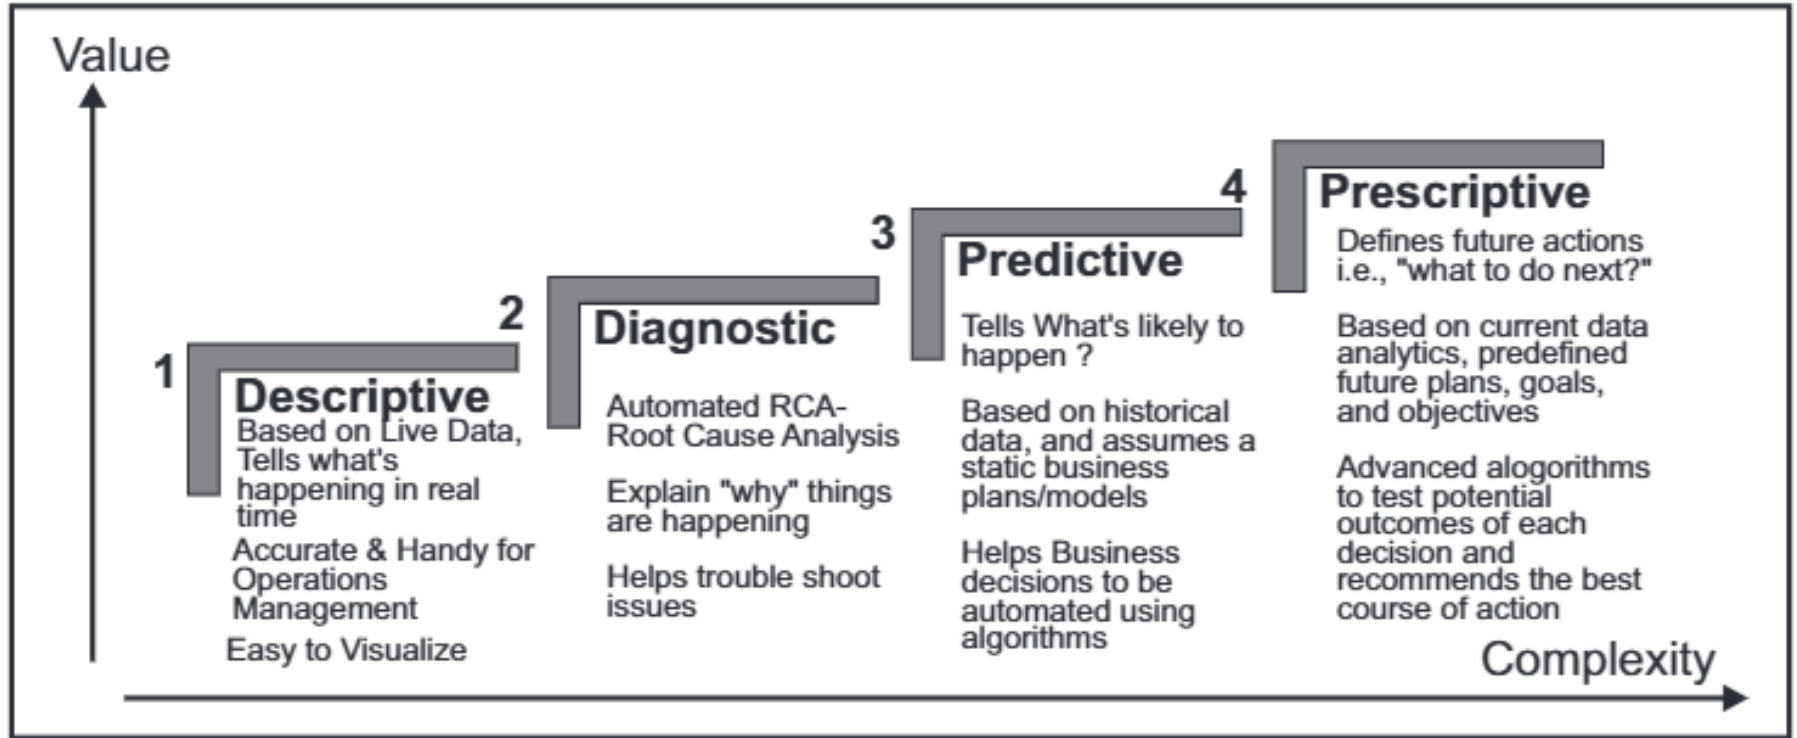 Value
1
Descriptive
Based on Live Data,
Tells what's
happening in real
time
Accurate & Handy for
Operations
Management
Easy to Visualize
2
Diagnostic
Automated RCA-
Root Cause Analysis
Explain "why" things
are happening
Helps trouble shoot
issues
3
Predictive
Tells What's likely to
happen ?
Based on historical
data, and assumes a
static business
plans/models
Helps Business
decisions to be
automated using
algorithms
4
Prescriptive
Defines future actions
i.e., "what to do next?"
Based on current data
analytics, predefined
future plans, goals,
and objectives
Advanced alogorithms
to test potential
outcomes of each
decision and
recommends the best
course of action
Complexity